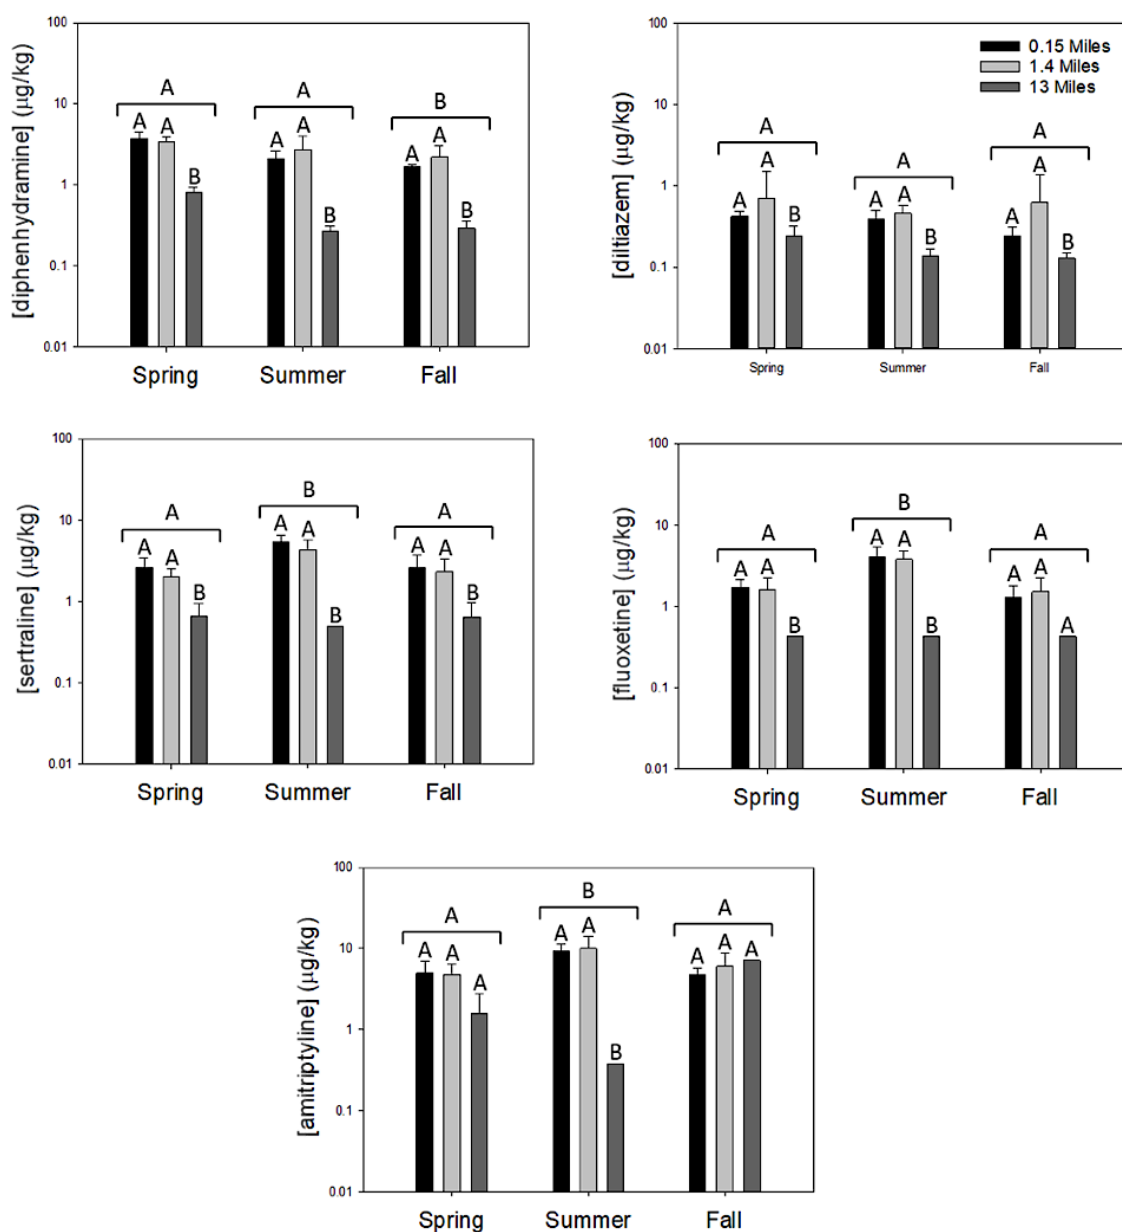 [diphenhydramine] (μg/kg)
100
10
1
0.1
0.01
A
A
B
A
A
B
A
A
B
A
A
B
Spring
Summer
Fall
[diltiazem] (μg/kg)
100
10
1
0.1
0.01
0.15 Miles
1.4 Miles
13 Miles
A
A
A
A
A
B
A
A
B
A
A
B
Spring
Summer
Fall
[sertraline] (μg/kg)
100
10
1
0.1
0.01
A
B
A
A
A
B
A
A
B
A
A
B
Spring
Summer
Fall
[fluoxetine] (μg/kg)
100
10
1
0.1
0.01
A
B
A
A
A
B
A
A
B
A
A
A
Spring
Summer
Fall
[amitriptyline] (μg/kg)
100
10
1
0.1
0.01
A
B
A
A
A
A
A
A
B
A
A
A
Spring
Summer
Fall